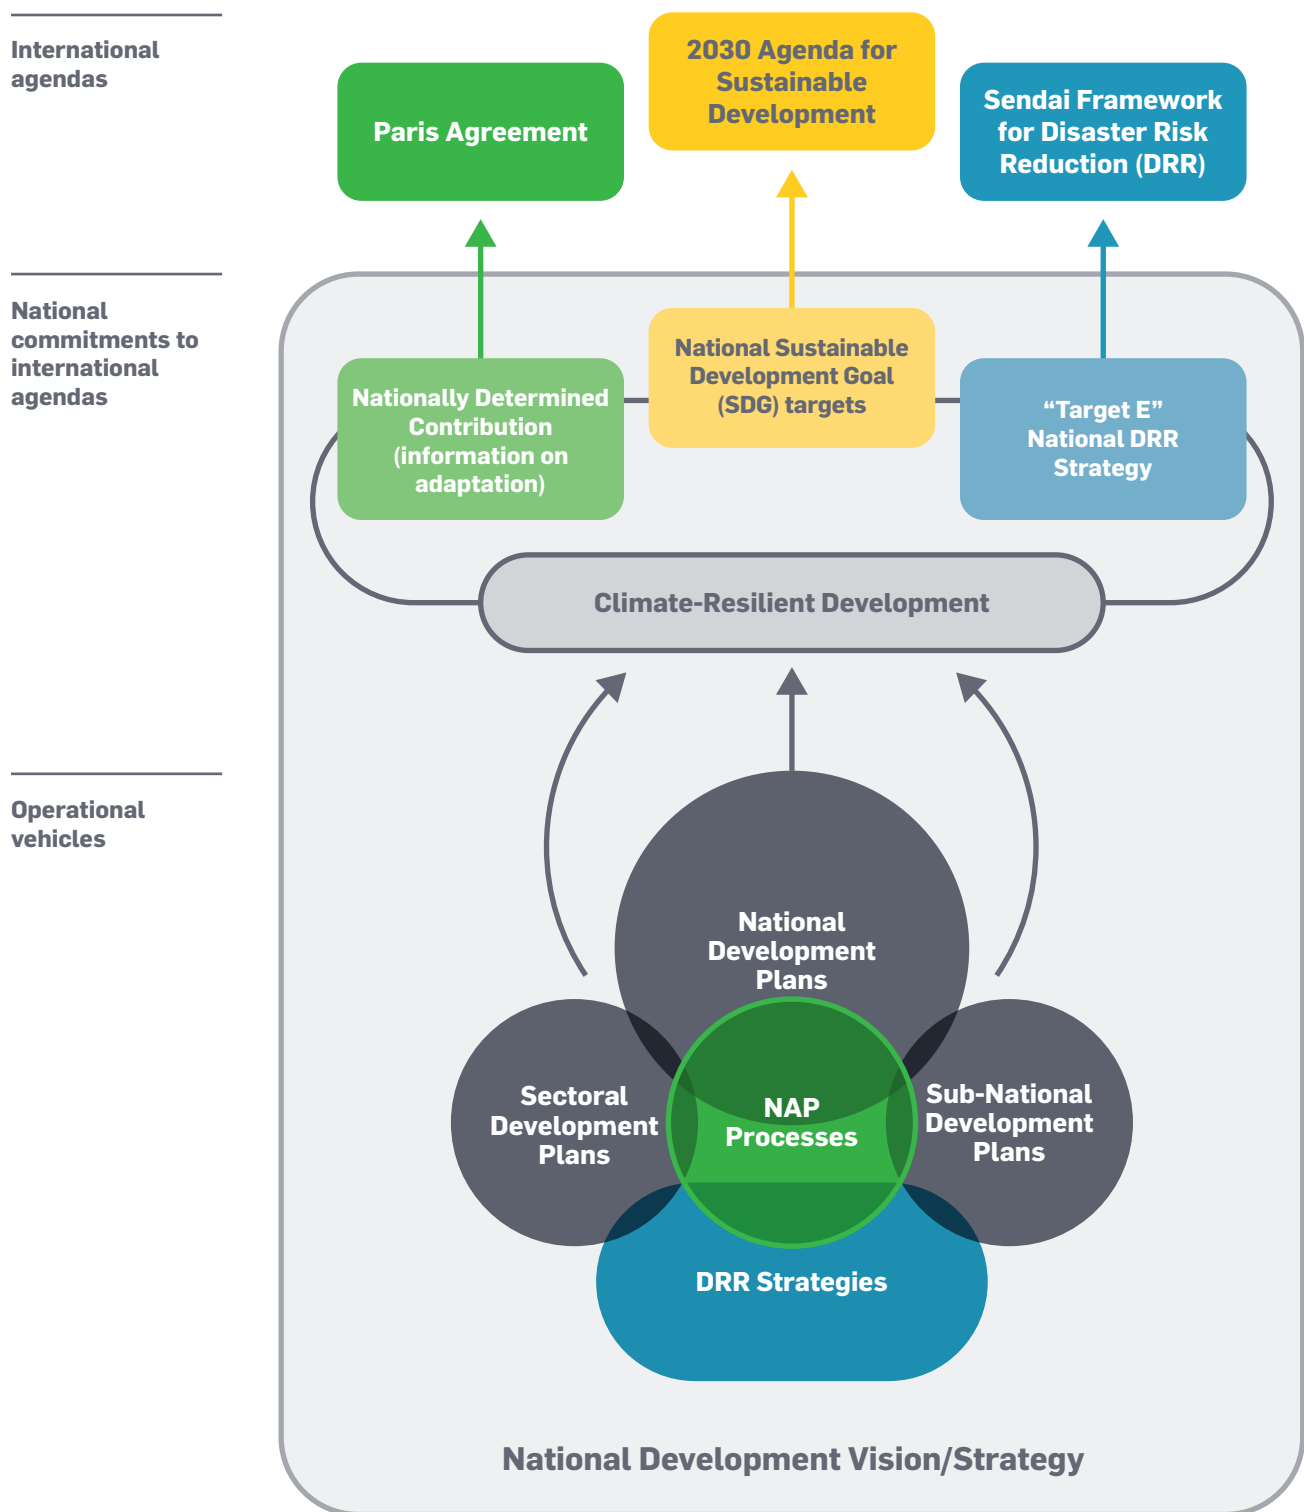 International
agendas
Paris Agreement
2030 Agenda for
Sustainable
Development
Sendai Framework
for Disaster Risk
Reduction (DRR)
National
commitments to
international
agendas
Nationally Determined
Contribution
(information on
adaptation)
National Sustainable
Development Goal
(SDG) targets
“Target E”
National DRR
Strategy
Climate-Resilient Development
Operational
vehicles
National
Development
Plans
Sectoral
Development
Plans
NAP
Processes
Sub-National
Development
Plans
DRR Strategies
National Development Vision/Strategy